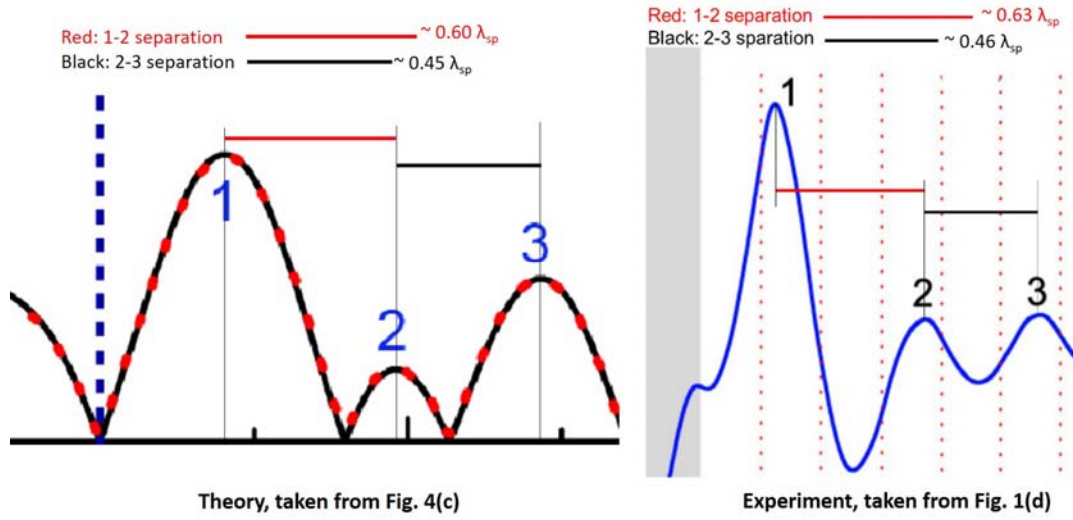 Red: 1-2 separation ~ 0.60 λsp
Black: 2-3 separation ~ 0.45 λsp
1
2
3
Theory, taken from Fig. 4(c)
Red: 1-2 separation ~ 0.63 λsp
Black: 2-3 sparation ~ 0.46 λsp
1
2
3
Experiment, taken from Fig. 1(d)